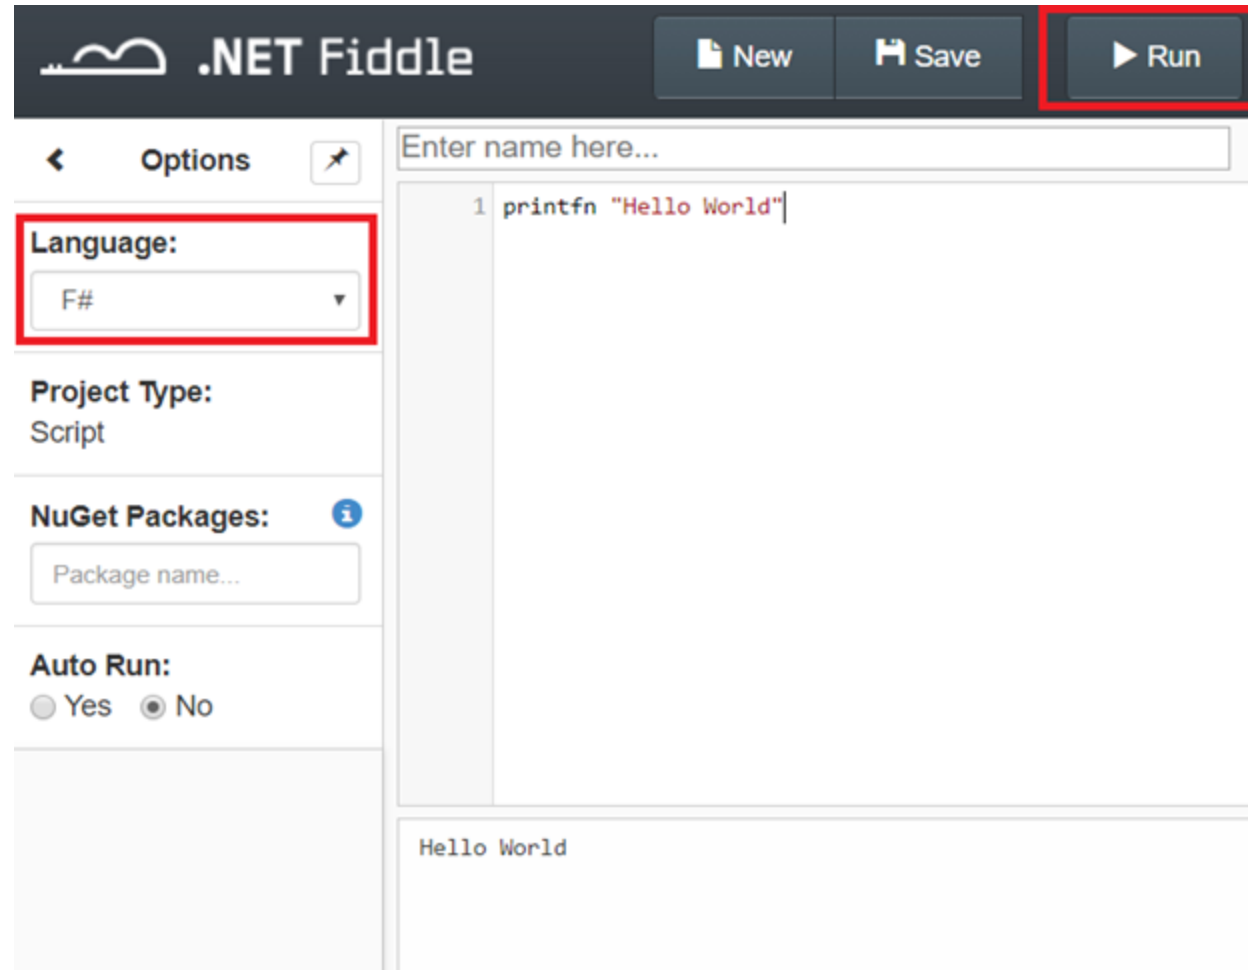 .NET Fiddle
New
Save
Run
Options
Enter name here...
Language:
F#
Project Type:
Script
NuGet Packages:
Package name...
Auto Run:
Yes No
1 printfn "Hello World"
Hello World